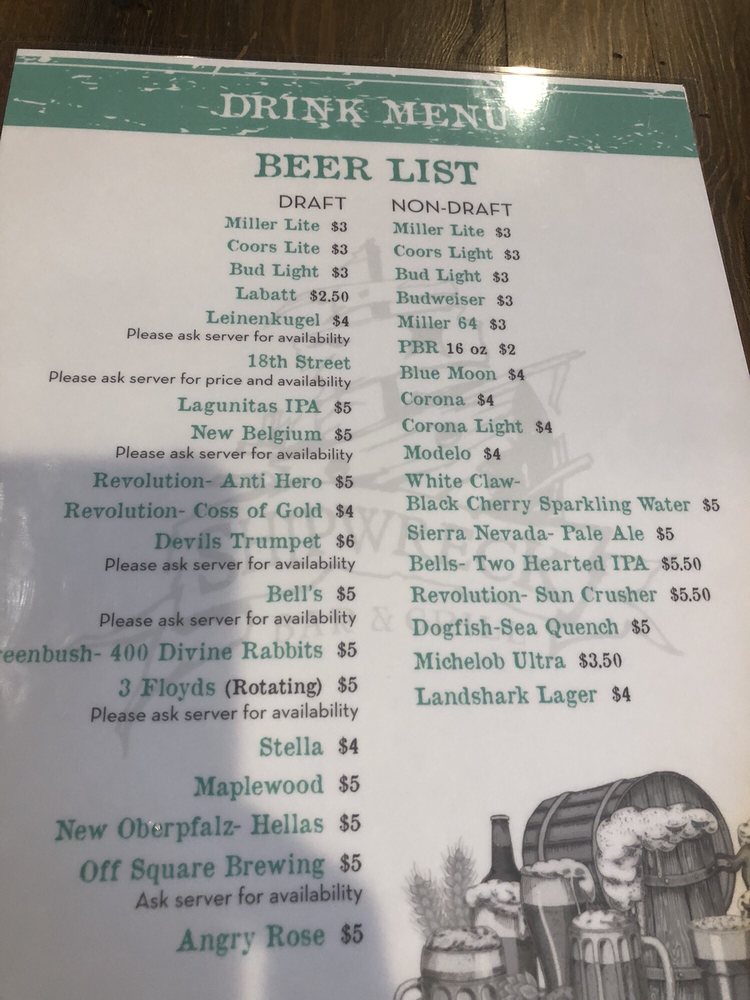 DRINK MENU
BEER LIST
DRAFT
Miller Lite $3
Coors Lite $3
Bud Light $3
Labatt $2.50
Leinenkugel $4
Please ask server for availability
18th Street
Please ask server for price and availability
Lagunitas IPA $5
New Belgium $5
Please ask server for availability
Revolution- Anti Hero $5
Revolution- Coss of Gold $4
Devils Trumpet $6
Please ask server for availability
Bell's $5
Please ask server for availability
eenbush- 400 Divine Rabbits $5
3 Floyds (Rotating) $5
Please ask server for availability
Stella $4
Maplewood $5
New Oberpfalz- Hellas $5
Off Square Brewing $5
Ask server for availability
Angry Rose $5
NON-DRAFT
Miller Lite $3
Coors Light $3
Bud Light $3
Budweiser $3
Miller 64 $3
PBR 16 oz $2
Blue Moon $4
Corona $4
Corona Light $4
Modelo $4
White Claw-
Black Cherry Sparkling Water $5
Sierra Nevada- Pale Ale $5
Bells- Two Hearted IPA $5.50
Revolution- Sun Crusher $5.50
Dogfish-Sea Quench $5
Michelob Ultra $3.50
Landshark Lager $4